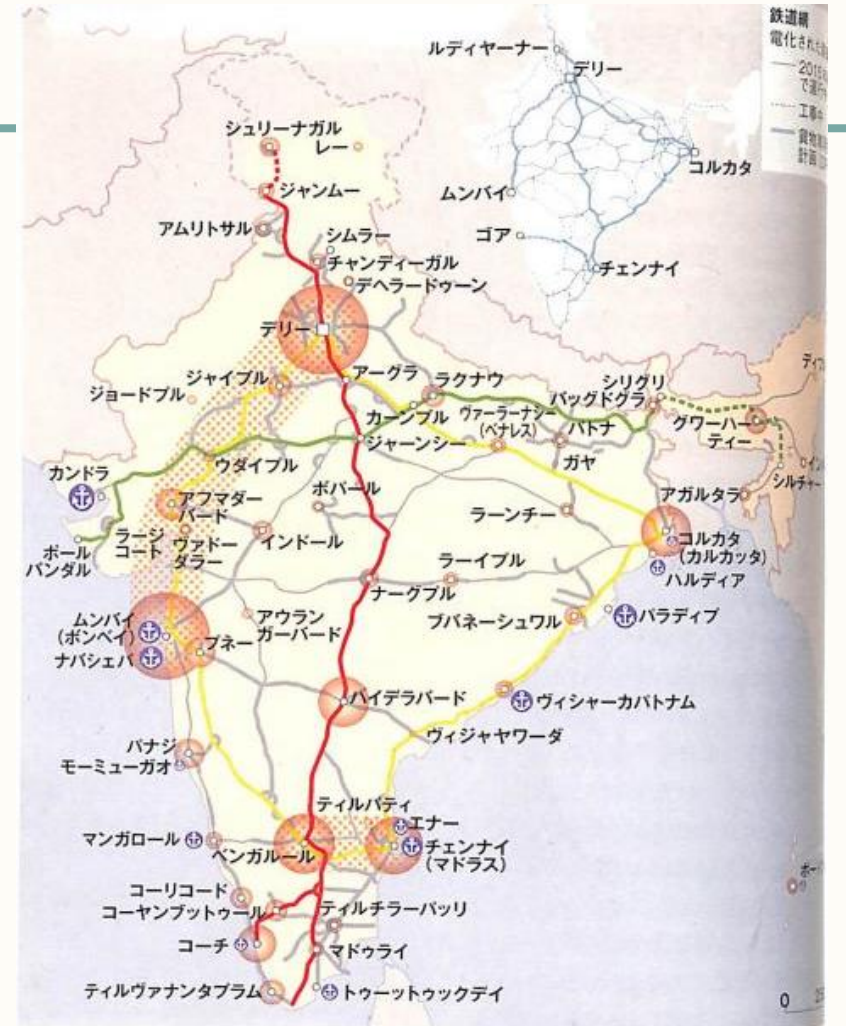 鉄道網
ルディヤーナー
デリー
コルカタ
ムンバイ
ゴア
チェンナイ
シュリーナガル
レー
ジャンムー
アムリトサル
シムラー
チャンディーガル
デヘラードゥーン
デリー
アーグラ
ジャイプル
ジョードプル
ラクナウ
シリグリ
バッグドグラ
カーンプル
ヴァーラーナシー
(ベナレス)
パトナ
グワーハー
ティー
ジャーンシー
ガヤ
ウダイプル
カンドラ
ボパール
アガルタラ
アフマダー
バード
ラーンチー
コルカタ
(カルカッタ)
ポール
バンダル
ラージ
コート
ヴァドー
ダラー
インドール
ハルディア
ラーイプル
ナーグプル
ムンバイ
(ボンベイ)
ナバシェバ
プネー
アウラン
ガーバード
ブバネーシュワル
パラディプ
ハイデラバード
ヴィシャーカパトナム
ヴィジャヤワーダ
パナジ
モーミューガオ
ティルパティ
エナー
マンガロール
ベンガルール
チェンナイ
(マドラス)
コーリコード
コーヤンブットゥール
ティルチラーパッリ
コーチ
マドゥライ
ティルヴァナンタプラム
トゥーットゥックデイ
0